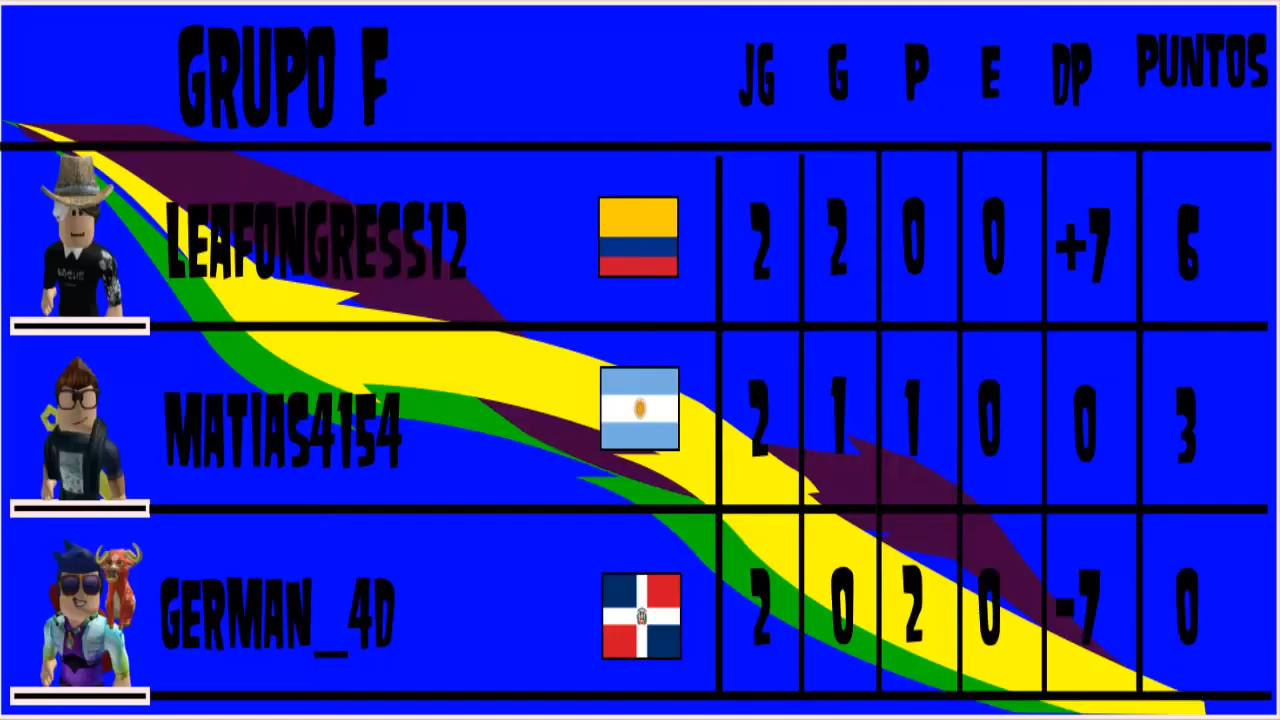 GRUPO F JG G P E DP PUNTOS
LEAFONGRESS12 2 2 0 0 +7 6
MATIAS4154 2 1 1 0 0 3
GERMAN_4D 2 0 2 0 -7 0